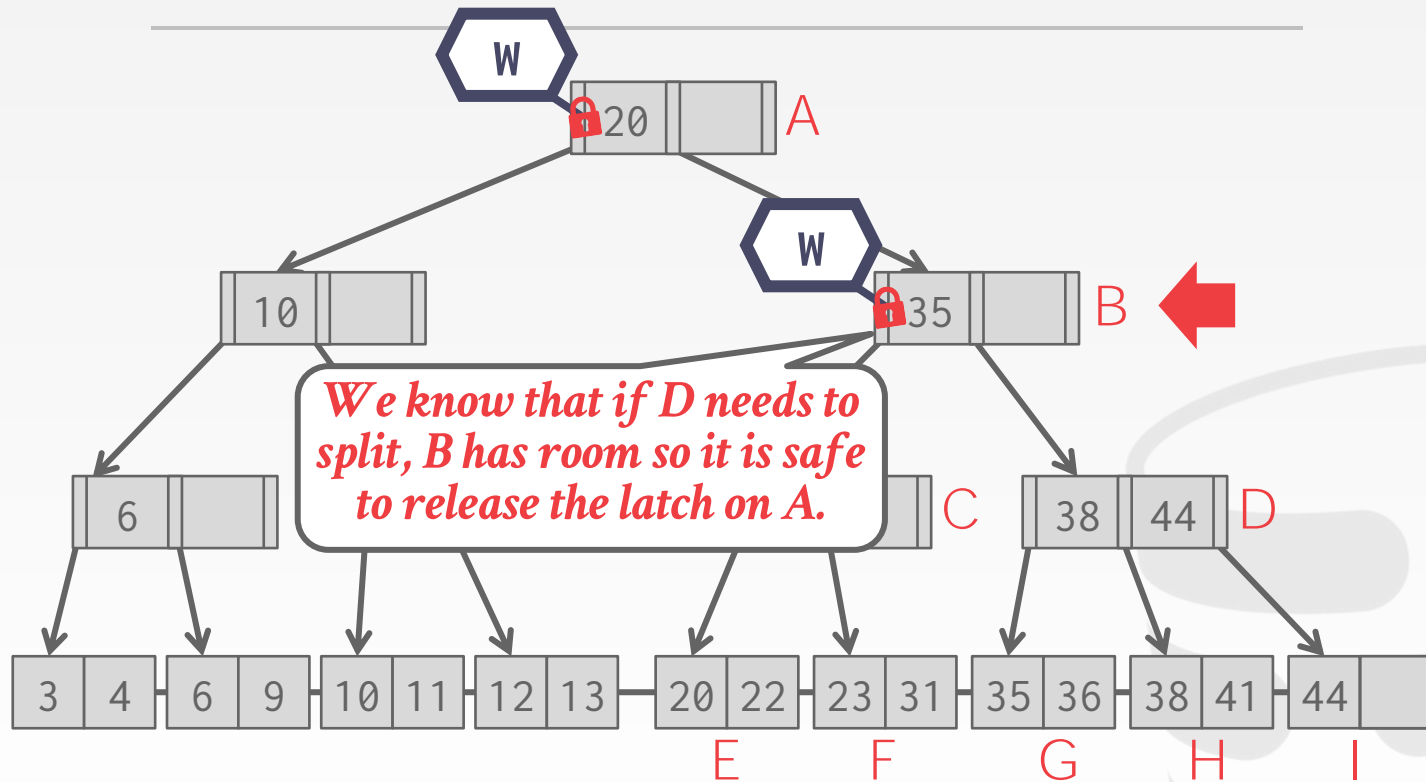 W
20 A
W
10
35 B
We know that if D needs to
split, B has room so it is safe
to release the latch on A.
6
C
38 44 D
3 4 6 9 10 11 12 13 20 22 23 31 35 36 38 41 44
E F G H I